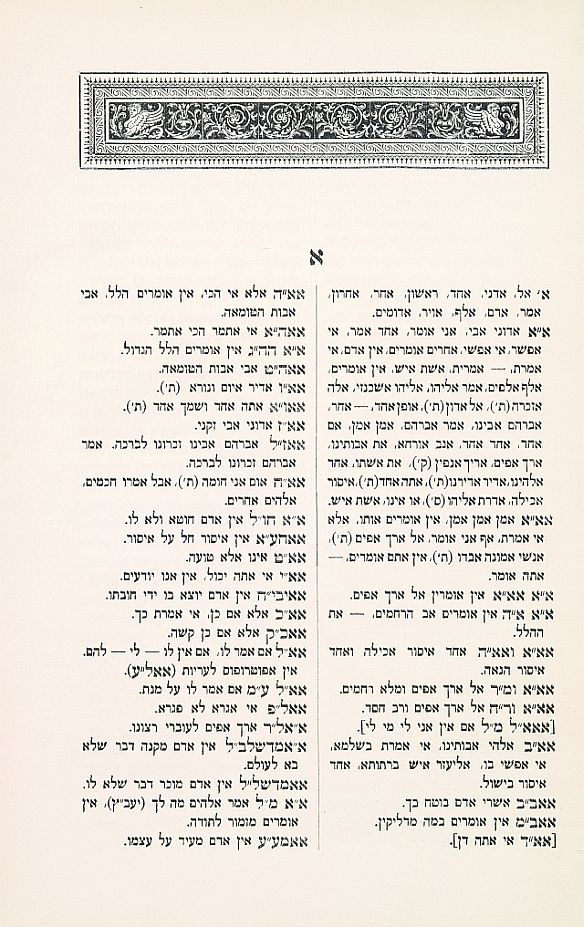 א
א׳ אל, אדני, אחד, ראשון, אחר, אחרון,
אמר, אדם, אלף, אויר, אדומים.
א״א אדוני אבי, אני אומר, אחד אמר, אי
אפשר, אי אפשי, אחרים אומרים, אין אדם, אי
אמרת, — אמרית, אשת איש, אין אומרים,
אלף אלפים, אמר אליהו, אליהו אשכנזי, אלה
אזכרה (ת׳), אל אדון (ת׳), אופן אחד, — אחר,
אברהם אבינו, אמר אברהם, אמן אמן, אם
אחד, אחד אחד, אגב אורחא, את אבותינו,
ארך אפים, אריך אנפין (ק׳), את אשתו, אחד
אלהינו, אדיר אדירנו (ת׳), אתה אחד (ת׳), איסור
אכילה, אדרת אליהו (ס׳), או אינו, אשת איש.
אא״א אמן אמן אמן, אין אומרים אותו, אלא
אי אמרת, אף אני אומר, אל ארך אפים (ת׳),
אנשי אמונה אבדו (ת׳), אין אתם אומרים, —
אתה אומר.
א״א אא״א אין אומרין אל ארך אפים.
א״א א״ה אין אומרים אב הרחמים, — את
ההלל.
אא״א ואא״ה אחד איסור אכילה ואחד
איסור הנאה.
אא״א ומ״ר אל ארך אפים ומלא רחמים.
אא״א ור״ה אל ארך אפים ורב חסד.
[אאא״ל מ״ל אם אין אני לי מי לי].
אא״ב אלהי אבותינו, אי אמרת בשלמא,
אי אפשי בו, אליעזר איש ברתותא, אחד
איסור בישול.
אאב״ב אשרי אדם בוטח בך.
אאב״מ אין אומרים במה מדליקין.
[אא״ד אי אתה דן].
אא״ה אלא אי הכי, אין אומרים הלל, אבי
אבות הטומאה.
אאה״א אי אתמר הכי אתמר.
א״א הה״ג אין אומרים הלל הגדול.
אאה״ט אבי אבות הטומאה.
אא״ו אדיר איום ונורא (ת׳).
אאו״א אתה אחד ושמך אחד (ת׳).
אא״ז אדוני אבי זקני.
אאז״ל אברהם אבינו זכרונו לברכה, אמר
אברהם זכרונו לברכה.
אא״ח אום אני חומה (ת׳), אבל אמרו חכמים,
אלהים אחרים.
א״א חו״ל אין אדם חוטא ולא לו.
אאחע״א אין איסור חל על איסור.
אא״ט אינו אלא טועה.
אא״י אי אתה יכול, אין אנו יודעים.
אאיבי״ח אין אדם יוצא בו ידי חובתו.
אא״כ אלא אם כן, אי אמרת כך.
אאכ״ק אלא אם כן קשה.
אא״ל אם אמר לו, אם אין לו — לי — להם,
אין אפוטרופוס לעריות (אאל״ע).
אא״ל ע״מ אם אמר לו על מנת.
אאל״פ אי אגרא לא פגרא.
א״אל״ר ארך אפים לעוברי רצונו.
א״אמדשלב״ל אין אדם מקנה דבר שלא
בא לעולם.
אאמדשל״ל אין אדם מוכר דבר שלא לו.
א״א מ״ל אמר אלהים מה לך (יעב״ץ), אין
אומרים מזמור לתודה.
אאמע״ע אין אדם מעיד על עצמו.